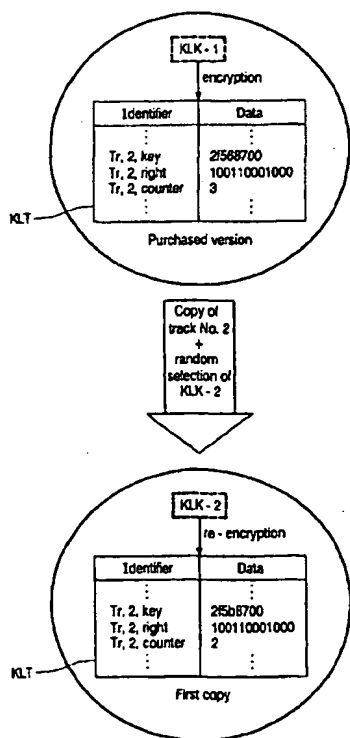 KLK - 1
encryption
Identifier Data
Tr, 2, key 2f568700
Tr, 2, right 100110001000
Tr, 2, counter 3
KLT
Purchased version
Copy of
track No. 2
+
random
selection of
KLK - 2
KLK - 2
re - encryption
Identifier Data
Tr, 2, key 2f5b8700
Tr, 2, right 100110001000
Tr, 2, counter 2
KLT
First copy